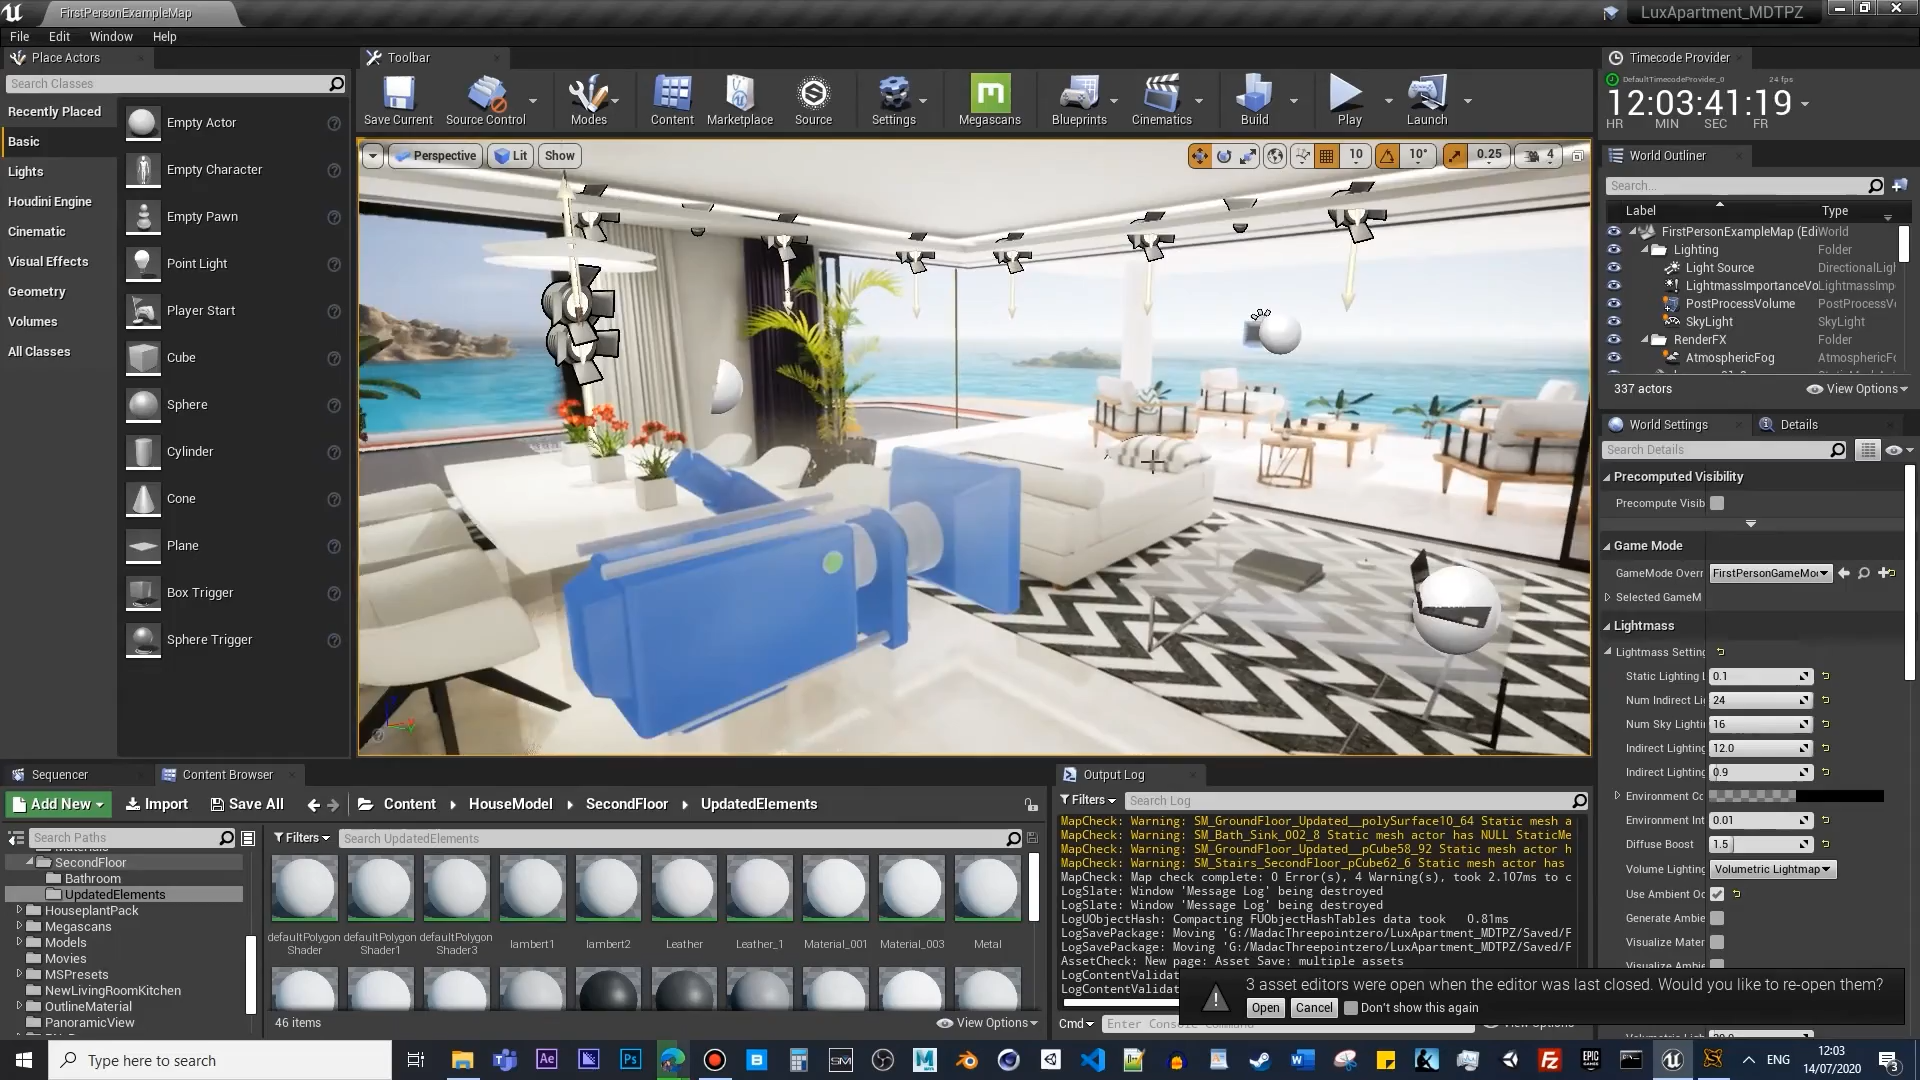 FirstPersonExampleMap
LuxApartment_MDTPZ
File Edit Window Help
Place Actors
Search Classes
Recently Placed
Basic
Lights
Houdini Engine
Cinematic
Visual Effects
Geometry
Volumes
All Classes
Empty Actor
Empty Character
Empty Pawn
Point Light
Player Start
Cube
Sphere
Cylinder
Cone
Plane
Box Trigger
Sphere Trigger
Toolbar
Save Current
Source Control
Modes
Content
Marketplace
Source
Settings
Megascans
Blueprints
Cinematics
Build
Play
Launch
Perspective Lit Show
10 10° 0.25 4
Timecode Provider
DefaultTimecodeProvider_0 24 fps
12:03:41:19
HR MIN SEC FR
World Outliner
Search...
Label Type
FirstPersonExampleMap (Edi World
Lighting Folder
Light Source DirectionalLigh
LightmassImportanceVo Lightmass Imp
PostProcessVolume PostProcessV
SkyLight SkyLight
RenderFX Folder
AtmosphericFog AtmosphericFo
337 actors
View Options
World Settings
Details
Search Details
Precomputed Visibility
Precompute Visib
Game Mode
GameMode Overr FirstPersonGameMo
Selected GameM
Lightmass
Lightmass Setting
Static Lighting L 0.1
Num Indirect Li 24
Num Sky Lightin 16
Indirect Lighting 12.0
Indirect Lighting 0.9
Environment Co
Environment Int 0.01
Diffuse Boost 1.5
Volume Lighting Volumetric Lightmap
Use Ambient Oc
Generate Ambie
Visualize Mater
Visualize Ambie
Sequencer
Content Browser
Add New
Import
Save All
Content HouseModel SecondFloor UpdatedElements
Search Paths
Filters
Search UpdatedElements
SecondFloor
Bathroom
UpdatedElements
HouseplantPack
Megascans
Models
Movies
MSPresets
NewLivingRoomKitchen
OutlineMaterial
PanoramicView
defaultPolygon Shader
defaultPolygon Shader1
defaultPolygon Shader3
lambert1
lambert2
Leather
Leather_1
Material_001
Material_003
Metal
46 items
View Options
Output Log
Filters
Search Log
MapCheck: Warning: SM_GroundFloor_Updated__polySurface10_64 Static mesh a
MapCheck: Warning: SM_Bath_Sink_002_8 Static mesh actor has NULL StaticMe
MapCheck: Warning: SM_GroundFloor_Updated__pCube58_92 Static mesh actor h
MapCheck: Warning: SM_Stairs_SecondFloor_pCube62_6 Static mesh actor has
MapCheck: Map check complete: 0 Error(s), 4 Warning(s), took 2.107ms to c
LogSlate: Window 'Message Log' being destroyed
LogSlate: Window 'Message Log' being destroyed
LogUObjectHash: Compacting FUObjectHashTables data took 0.81ms
LogSavePackage: Moving 'G:/MadacThreepointzero/LuxApartment_MDTPZ/Saved/F
LogSavePackage: Moving 'G:/MadacThreepointzero/LuxApartment_MDTPZ/Saved/F
AssetCheck: New page: Asset Save: multiple assets
LogContentValidat
LogContentValidat
Cmd
Enter Console
3 asset editors were open when the editor was last closed. Would you like to re-open them?
Open Cancel Don't show this again
Type here to search
ENG
12:03
14/07/2020
3